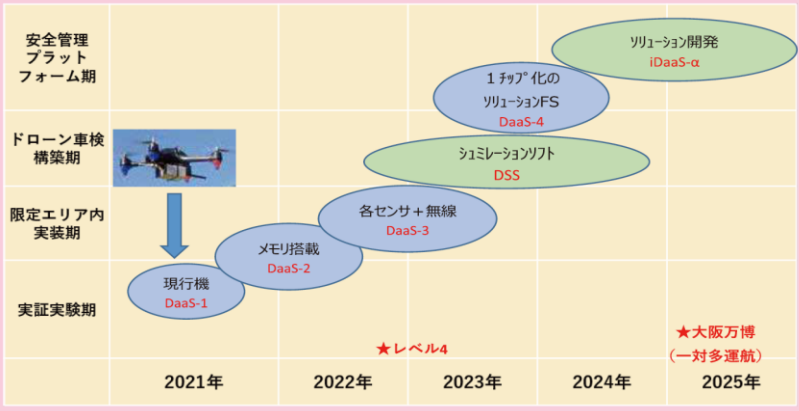 安全管理
プラット
フォーム期
ソリューション開発
iDaaS-α
1ﾁｯﾌﾟ化の
ソリューションFS
DaaS-4
ドローン車検
構築期
シュミレーションソフト
DSS
限定エリア内
実装期
各センサ＋無線
DaaS-3
メモリ搭載
DaaS-2
実証実験期
現行機
DaaS-1
★レベル4
★大阪万博
（一対多運航）
2021年
2022年
2023年
2024年
2025年